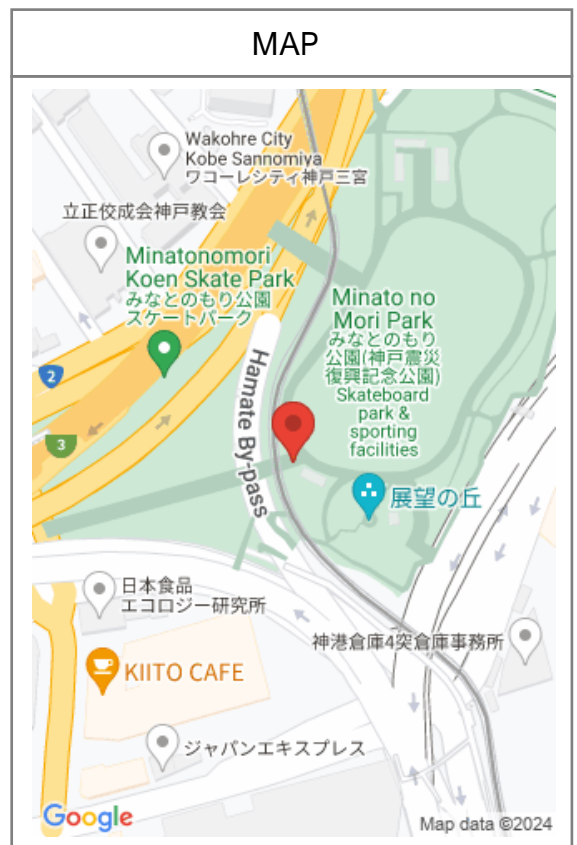 MAP
Wakohre City
Kobe Sannomiya
ワコーレシティ神戸三宮
立正佼成会神戸教会
Minatonomori
Koen Skate Park
みなとのもり公園
スケートパーク
Minato no
Mori Park
みなとのもり
公園(神戸震災
復興記念公園)
Skateboard
park &
sporting
facilities
2
3
Hamate By-pass
展望の丘
日本食品
エコロジー研究所
神港倉庫4突倉庫事務所
KIITO CAFE
ジャパンエキスプレス
Google
Map data ©2024